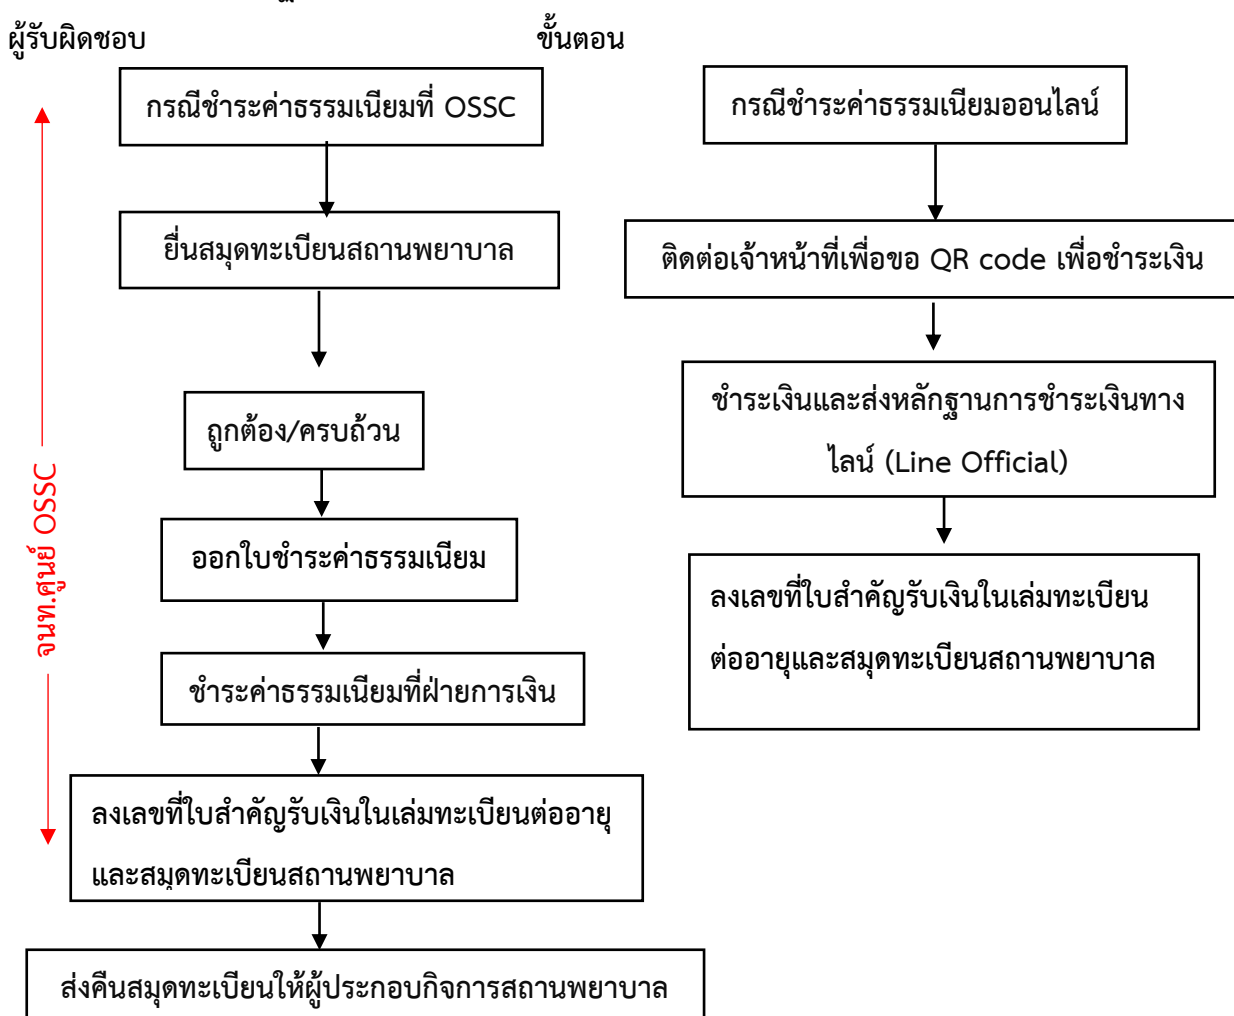 ผู้รับผิดชอบ
ขั้นตอน
กรณีชำระค่าธรรมเนียมที่ OSSC
ยื่นสมุดทะเบียนสถานพยาบาล
ถูกต้อง/ครบถ้วน
ออกใบชำระค่าธรรมเนียม
ชำระค่าธรรมเนียมที่ฝ่ายการเงิน
ลงเลขที่ใบสำคัญรับเงินในเล่มทะเบียนต่ออายุ
และสมุดทะเบียนสถานพยาบาล
ส่งคืนสมุดทะเบียนให้ผู้ประกอบกิจการสถานพยาบาล
กรณีชำระค่าธรรมเนียมออนไลน์
ติดต่อเจ้าหน้าที่เพื่อขอ QR code เพื่อชำระเงิน
ชำระเงินและส่งหลักฐานการชำระเงินทาง
ไลน์ (Line Official)
ลงเลขที่ใบสำคัญรับเงินในเล่มทะเบียน
ต่ออายุและสมุดทะเบียนสถานพยาบาล
จนท.ศูนย์ OSSC